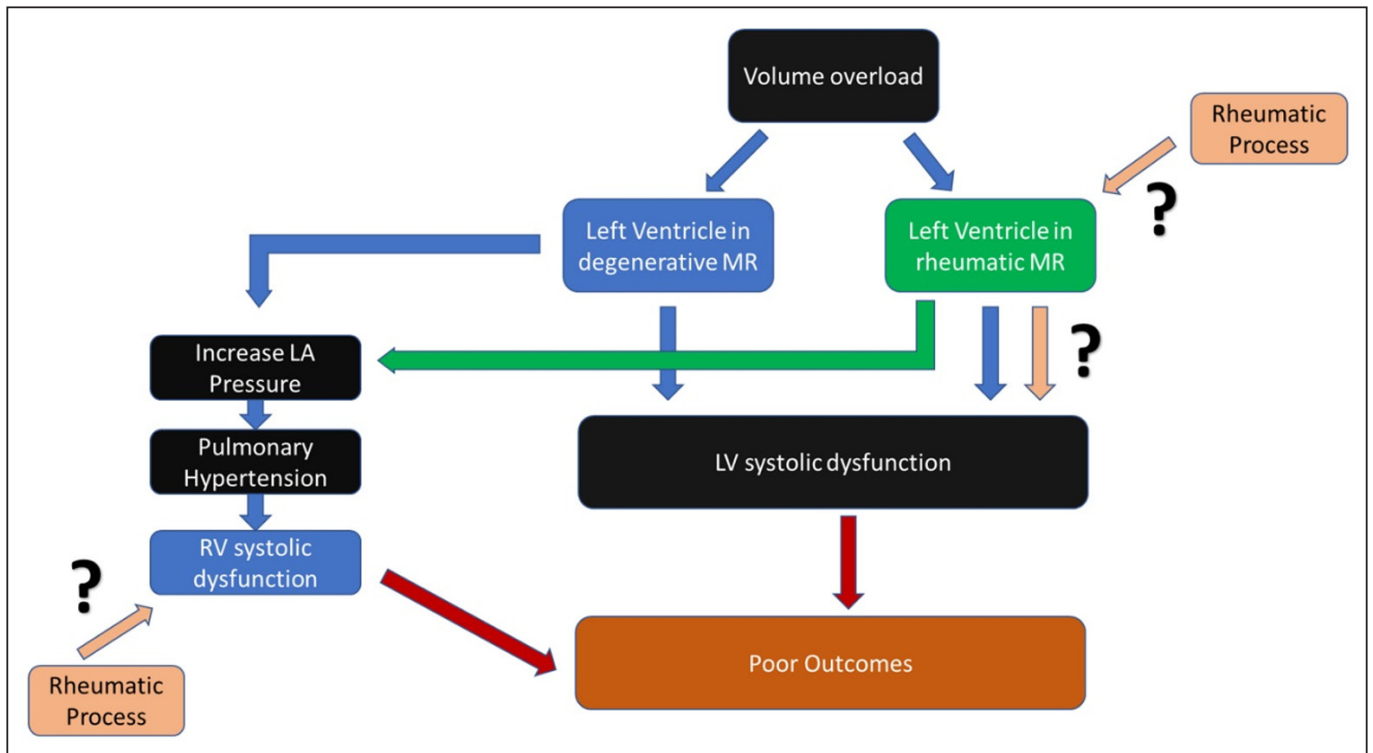 Volume overload
Rheumatic
Process
?
Left Ventricle in
degenerative MR
Left Ventricle in
rheumatic MR
?
Increase LA
Pressure
Pulmonary
Hypertension
LV systolic dysfunction
RV systolic
dysfunction
?
Rheumatic
Process
Poor Outcomes